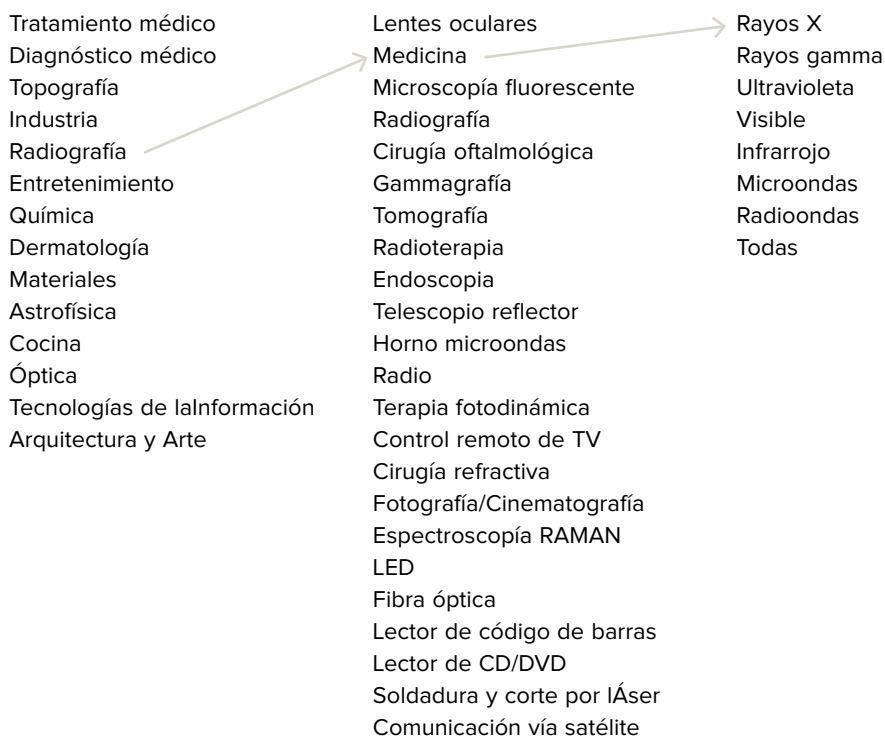 Tratamiento médico
Diagnóstico médico
Topografía
Industria
Radiografía
Entretenimiento
Química
Dermatología
Materiales
Astrofísica
Cocina
Óptica
Tecnologías de laInformación
Arquitectura y Arte
Lentes oculares
Medicina
Microscopía fluorescente
Radiografía
Cirugía oftalmológica
Gammagrafía
Tomografía
Radioterapia
Endoscopia
Telescopio reflector
Horno microondas
Radio
Terapia fotodinámica
Control remoto de TV
Cirugía refractiva
Fotografía/Cinematografía
Espectroscopía RAMAN
LED
Fibra óptica
Lector de código de barras
Lector de CD/DVD
Soldadura y corte por lÁser
Comunicación vía satélite
Rayos X
Rayos gamma
Ultravioleta
Visible
Infrarrojo
Microondas
Radioondas
Todas